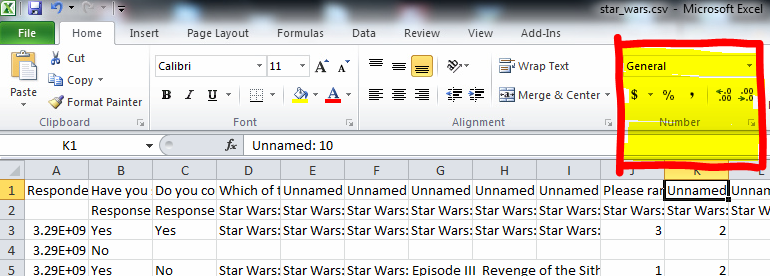 star_wars.csv - Microsoft Excel
File Home Insert Page Layout Formulas Data Review View Add-Ins
Paste
Cut
Copy
Format Painter
Clipboard
Calibri 11 A A
B I U A
Font
Wrap Text
Merge & Center
Alignment
General
$ % , .0 .00 .00 .0
Number
K1 fx Unnamed: 10
A B C D E F G H I J K L
1 Responde Have you Do you co Which of t Unnamed Unnamed Unnamed Unnamed Unnamed Please ran Unnamed Unnam
2 Response Response Star Wars: Star Wars: Star Wars: Star Wars: Star Wars: Star Wars: Star Wars: Star Wars: Star W
3 3.29E+09 Yes Yes Star Wars: Star Wars: Star Wars: Star Wars: Star Wars: Star Wars: 3 2
4 3.29E+09 No
5 3.29E+09 Yes No Star Wars: Star Wars: Star Wars: Episode III Revenge of the Sith 1 2